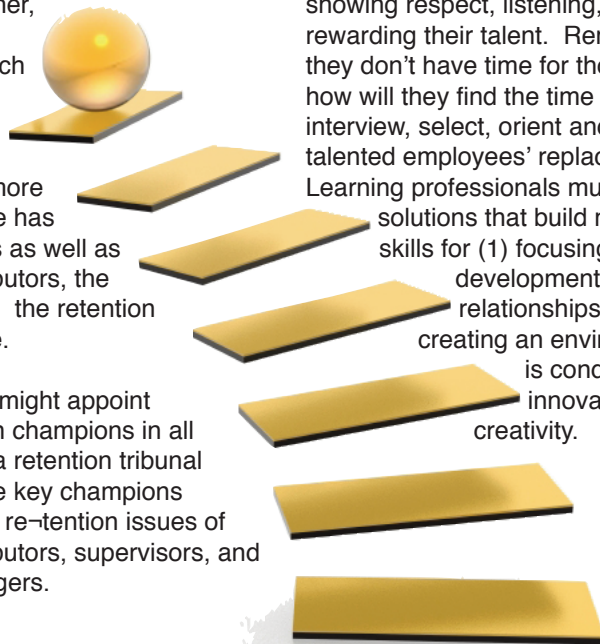 ch
more
e has
s as well as
butors, the
the retention
e.
might appoint
n champions in all
a retention tribunal
e key champions
re¬tention issues of
butors, supervisors, and
gers.
showing respect, listening,
rewarding their talent. Rem
they don't have time for the
how will they find the time
interview, select, orient and
talented employees' replac
Learning professionals mu
solutions that build
skills for (1) focusing
development
relationships
creating an envir
is cond
innova
creativity.